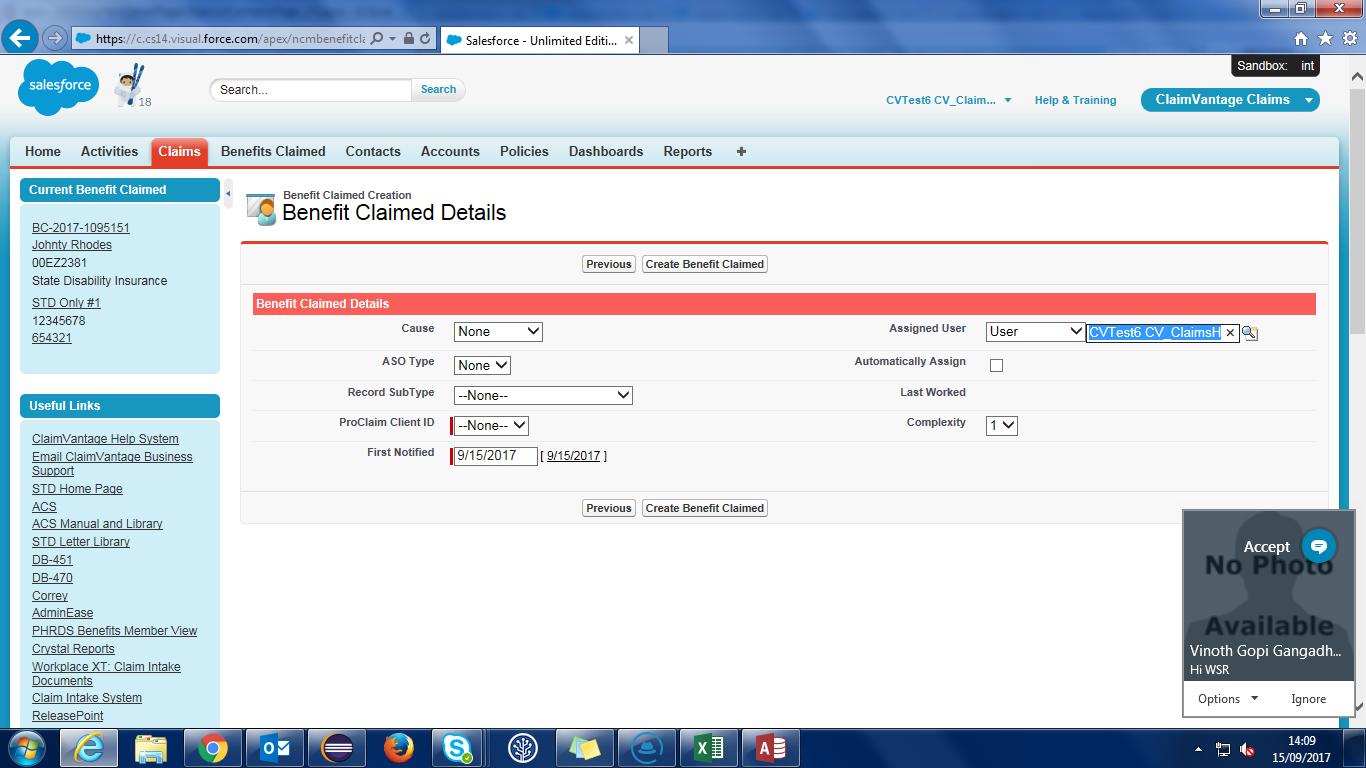 https://c.cs14.visual.force.com/apex/ncmbenefitcla
Salesforce - Unlimited Editi...
Sandbox: int
salesforce
18
Search...
Search
CVTest6 CV_Claim...
Help & Training
ClaimVantage Claims
Home
Activities
Claims
Benefits Claimed
Contacts
Accounts
Policies
Dashboards
Reports
Current Benefit Claimed
BC-2017-1095151
Johnty Rhodes
00EZ2381
State Disability Insurance
STD Only #1
12345678
654321
Useful Links
ClaimVantage Help System
Email ClaimVantage Business
Support
STD Home Page
ACS
ACS Manual and Library
STD Letter Library
DB-451
DB-470
Correy
AdminEase
PHRDS Benefits Member View
Crystal Reports
Workplace XT: Claim Intake
Documents
Claim Intake System
ReleasePoint
Benefit Claimed Creation
Benefit Claimed Details
Previous
Create Benefit Claimed
Benefit Claimed Details
Cause
None
Assigned User
User
CVTest6 CV_ClaimsH
ASO Type
None
Automatically Assign
Record SubType
--None--
Last Worked
ProClaim Client ID
--None--
Complexity
1
First Notified
9/15/2017
[ 9/15/2017 ]
Previous
Create Benefit Claimed
Accept
No Photo
Available
Vinoth Gopi Gangadh...
Hi WSR
Options
Ignore
14:09
15/09/2017